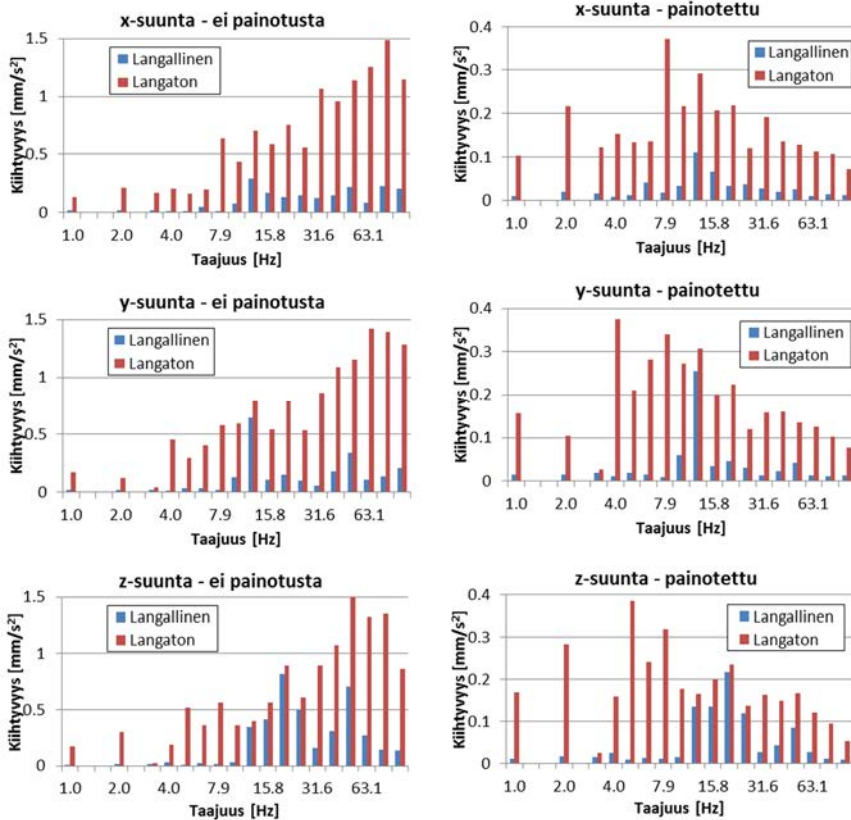 x-suunta - ei painotusta
Kiihtyvyys [mm/s²]
1.5
1
0.5
0
Langallinen
Langaton
1.0 2.0 4.0 7.9 15.8 31.6 63.1
Taajuus [Hz]
x-suunta - painotettu
Kiihtyvyys [mm/s²]
0.4
0.3
0.2
0.1
0
Langallinen
Langaton
1.0 2.0 4.0 7.9 15.8 31.6 63.1
Taajuus [Hz]
y-suunta - ei painotusta
Kiihtyvyys [mm/s²]
1.5
1
0.5
0
Langallinen
Langaton
1.0 2.0 4.0 7.9 15.8 31.6 63.1
Taajuus [Hz]
y-suunta - painotettu
Kiihtyvyys [mm/s²]
0.4
0.3
0.2
0.1
0
Langallinen
Langaton
1.0 2.0 4.0 7.9 15.8 31.6 63.1
Taajuus [Hz]
z-suunta - ei painotusta
Kiihtyvyys [mm/s²]
1.5
1
0.5
0
Langallinen
Langaton
1.0 2.0 4.0 7.9 15.8 31.6 63.1
Taajuus [Hz]
z-suunta - painotettu
Kiihtyvyys [mm/s²]
0.4
0.3
0.2
0.1
0
Langallinen
Langaton
1.0 2.0 4.0 7.9 15.8 31.6 63.1
Taajuus [Hz]